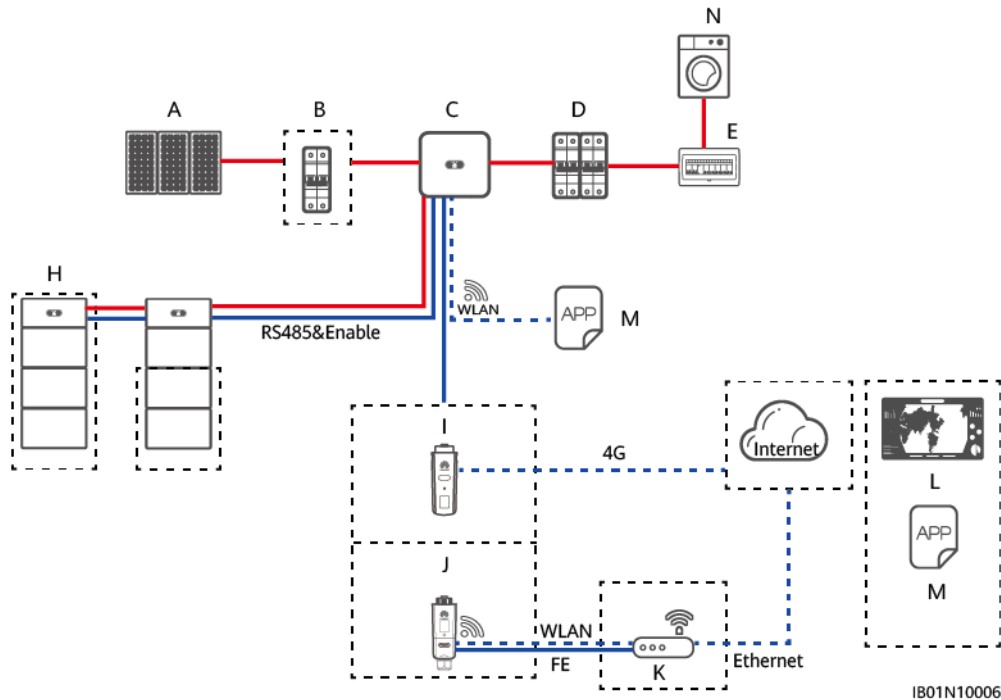 N
A
B
C
D
E
H
RS485&Enable
WLAN
APP
M
I
4G
Internet
L
APP
M
J
WLAN
FE
K
Ethernet
IB01N10006